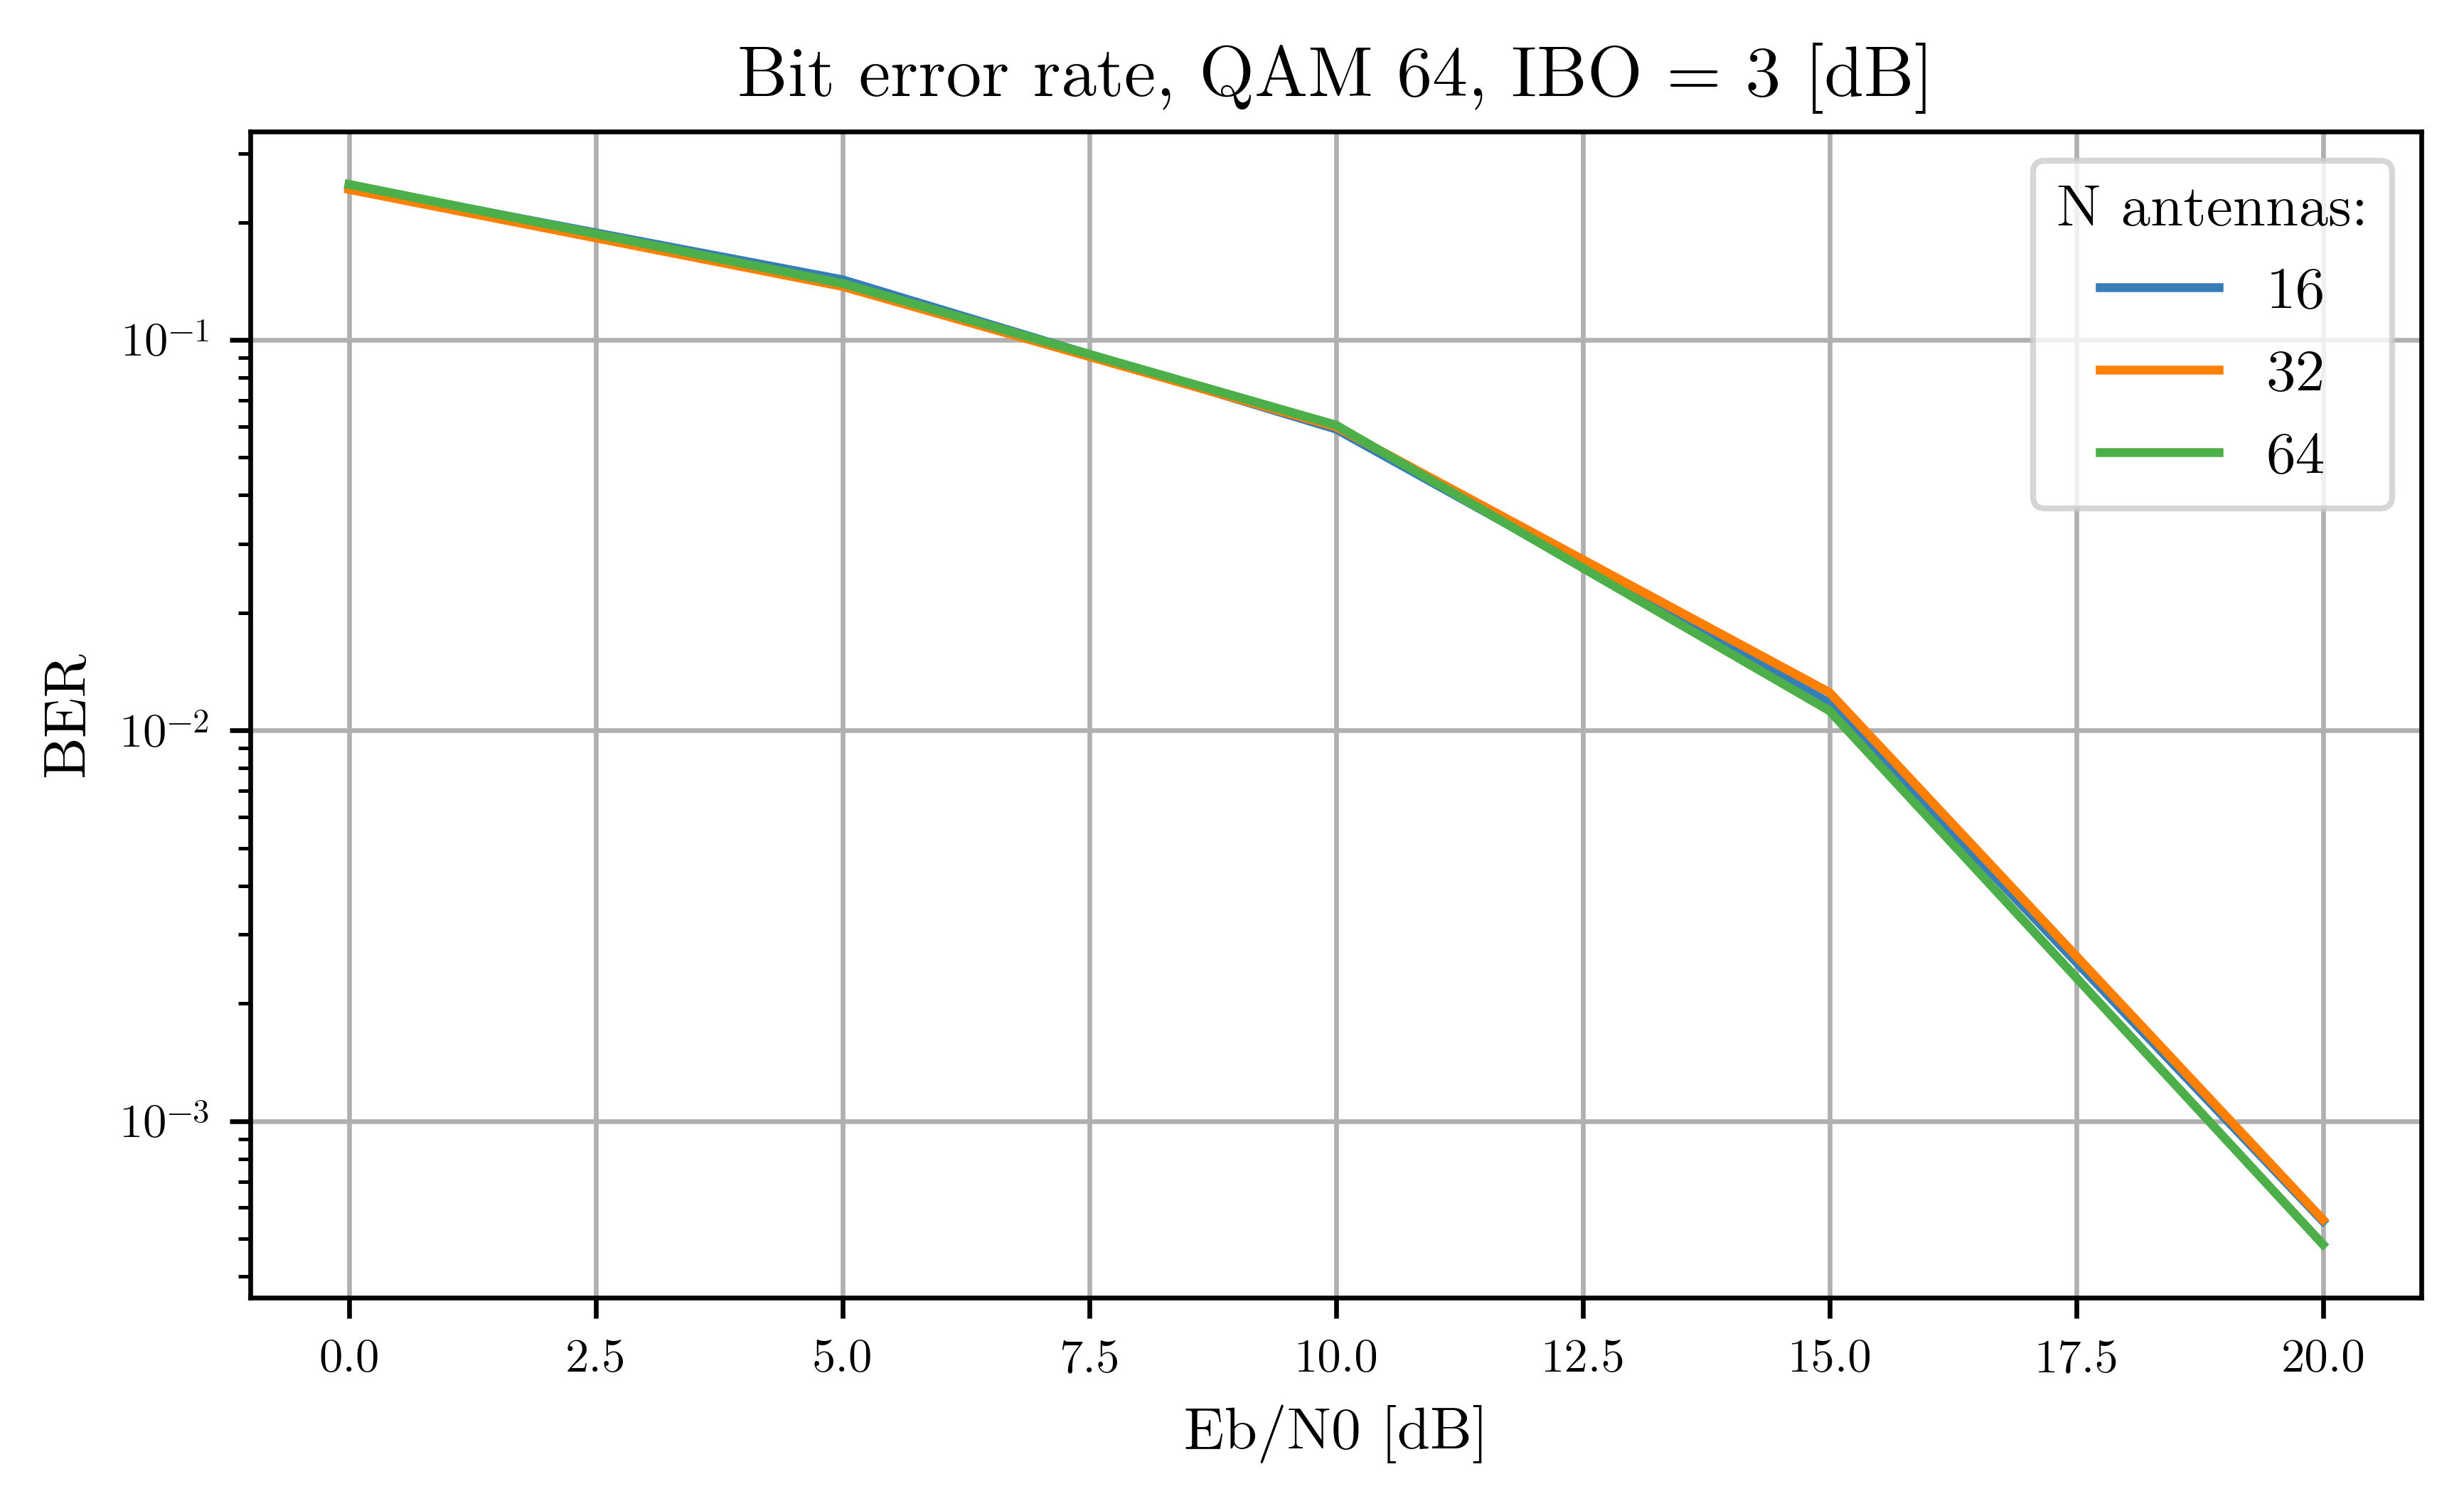 Bit error rate, QAM 64, IBO = 3 [dB]
N antennas:
16
32
64
BER
10⁻¹
10⁻²
10⁻³
0.0 2.5 5.0 7.5 10.0 12.5 15.0 17.5 20.0
Eb/N0 [dB]